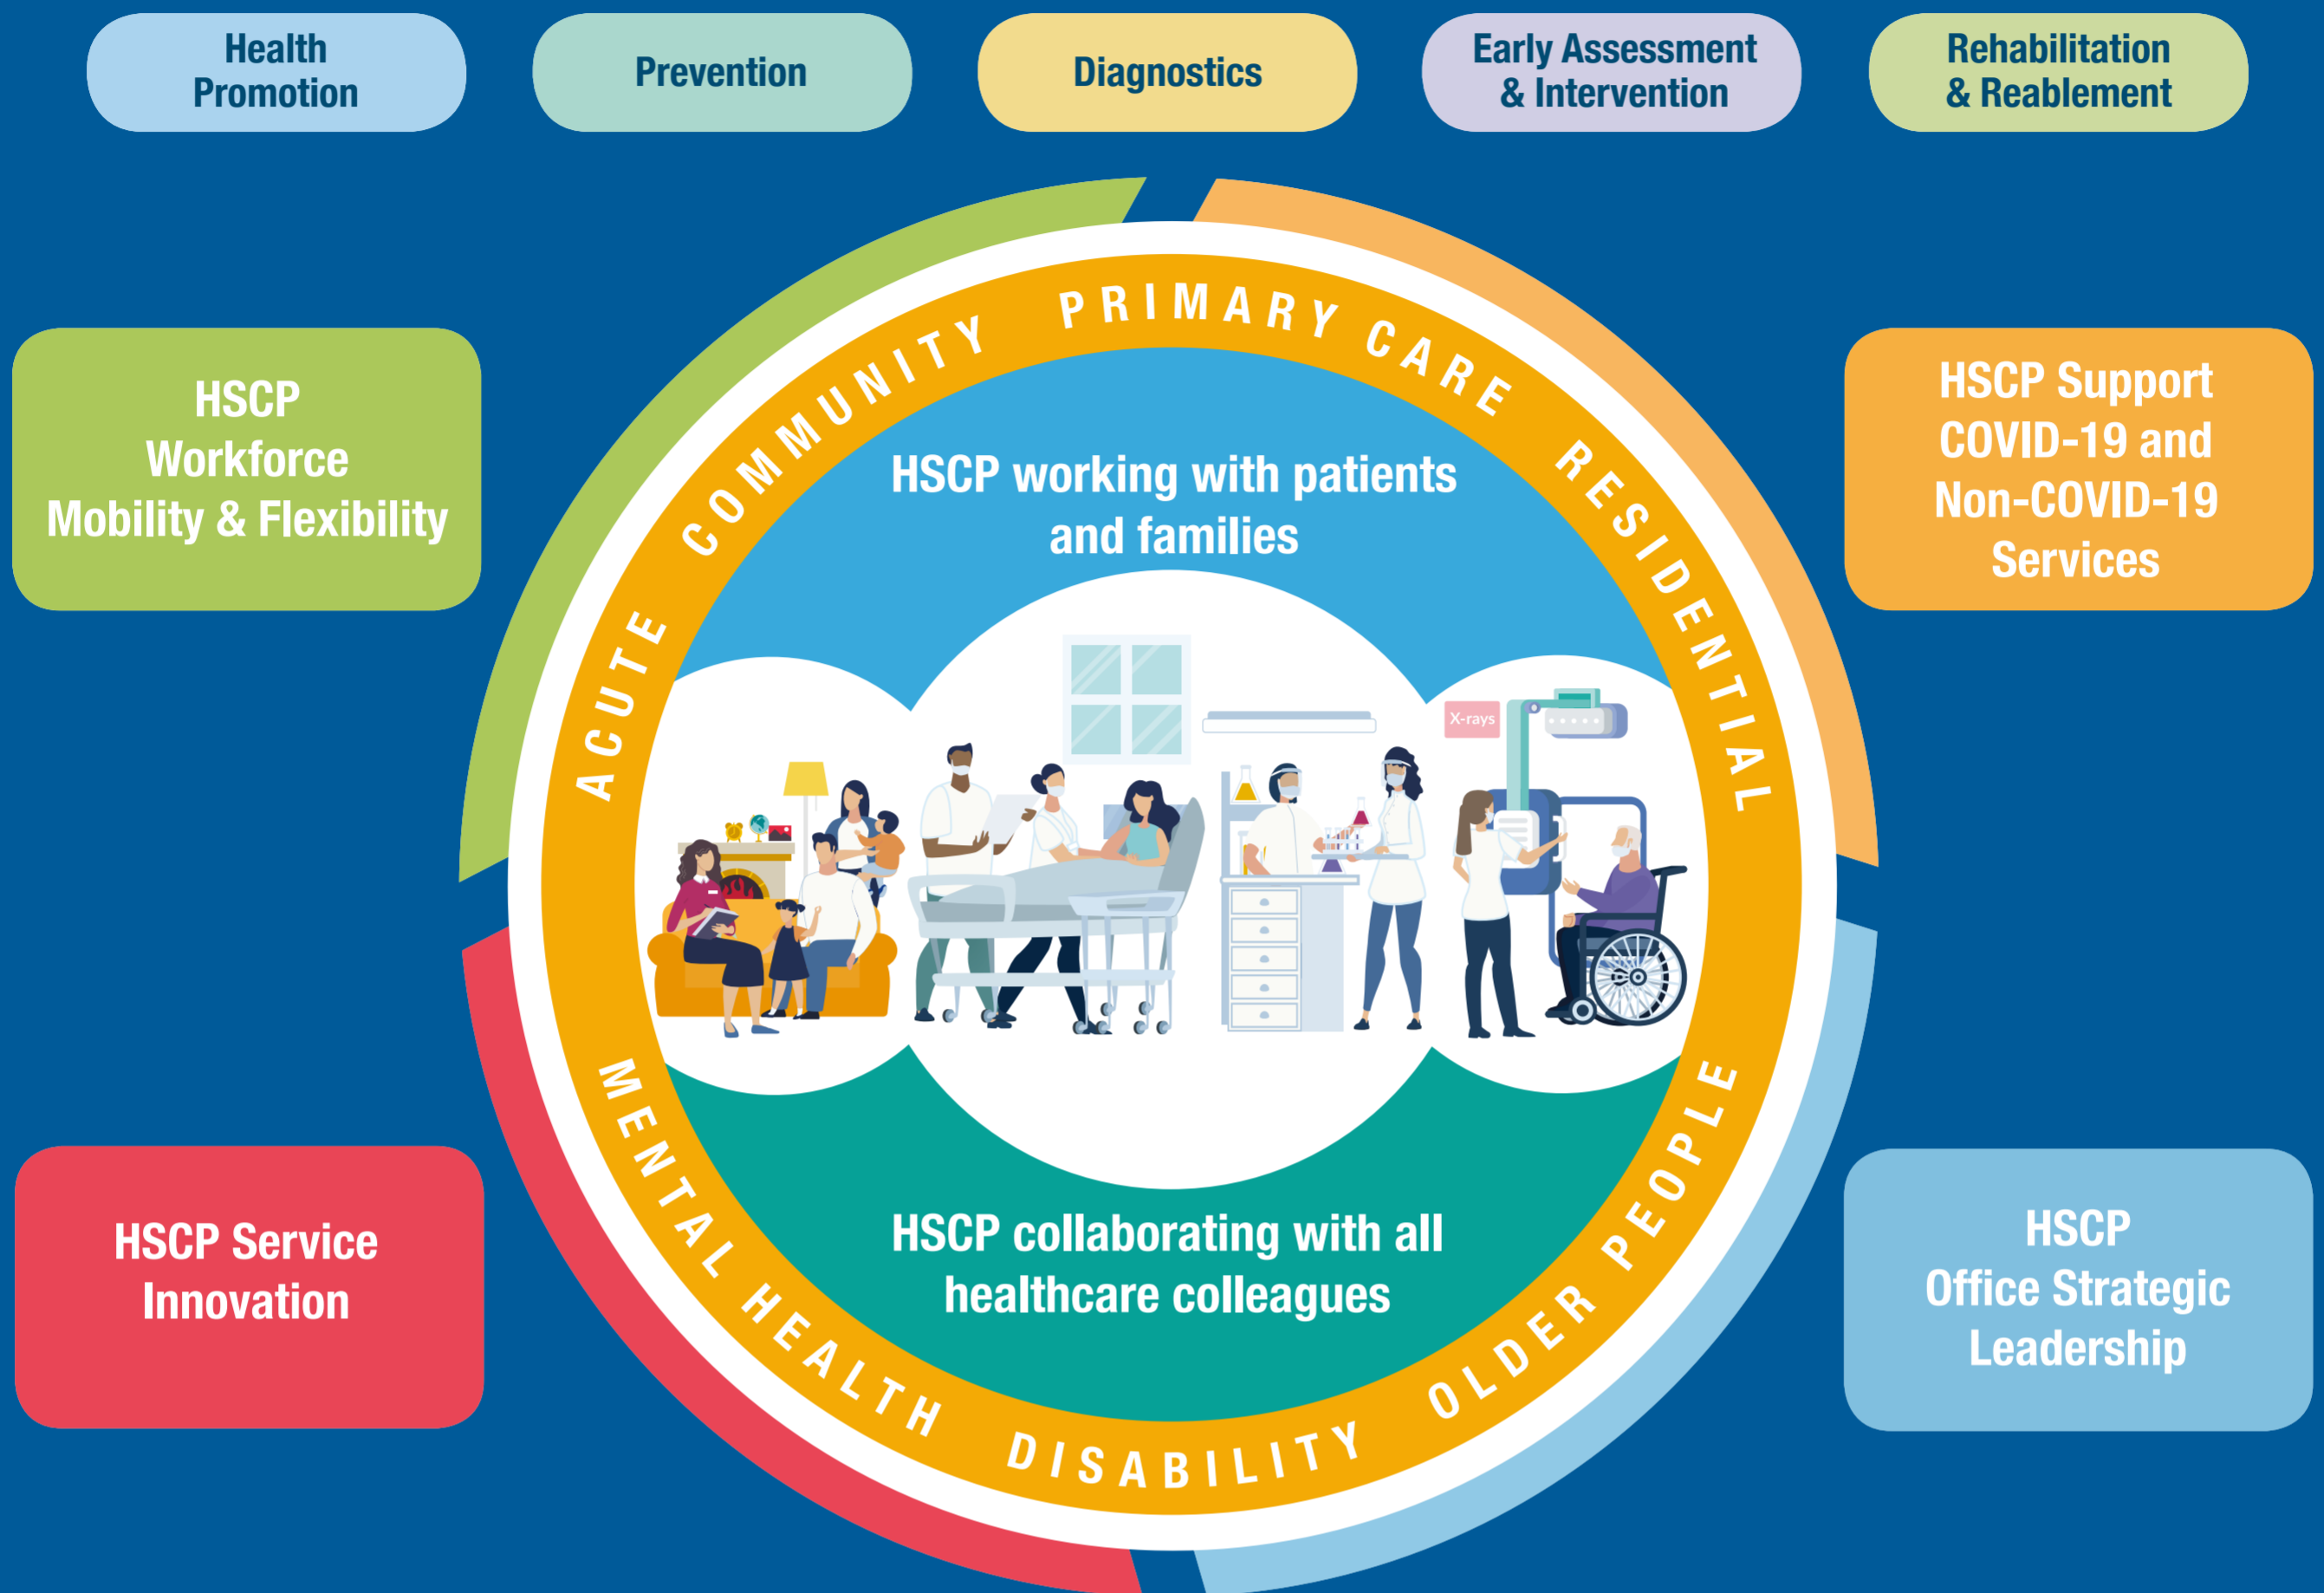 Health
Promotion
Prevention
Diagnostics
Early Assessment
& Intervention
Rehabilitation
& Reablement
HSCP
Workforce
Mobility & Flexibility
HSCP Support
COVID-19 and
Non-COVID-19
Services
ACUTE
COMMUNITY
PRIMARY CARE
RESIDENTIAL
HSCP working with patients
and families
X-rays
HSCP collaborating with all
healthcare colleagues
MENTAL HEALTH
DISABILITY
OLDER PEOPLE
HSCP Service
Innovation
HSCP
Office Strategic
Leadership